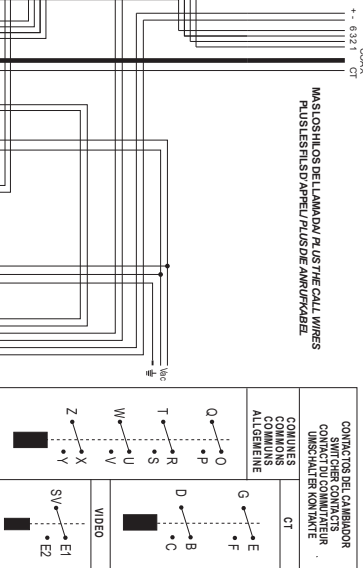 + - 6 3 2 1
CT
MAS LOS HILOS DE LLAMADA/ PLUS THE CALL WIRES
PLUS LES FILS D'APPEL/ PLUS DIE ANRUFKABEL
Vac
CONTACTOS DEL CAMBIADOR
SWITCHER CONTACTS
CONTACT DU COMMUTATEUR
UMSCHALTER KONTAKTE
COMUNES
COMMONS
COMMUNS
ALLGEMEINE
Q O P
T R S
W U V
Z X Y
CT
G E F
D B C
VIDEO
SV E1 E2